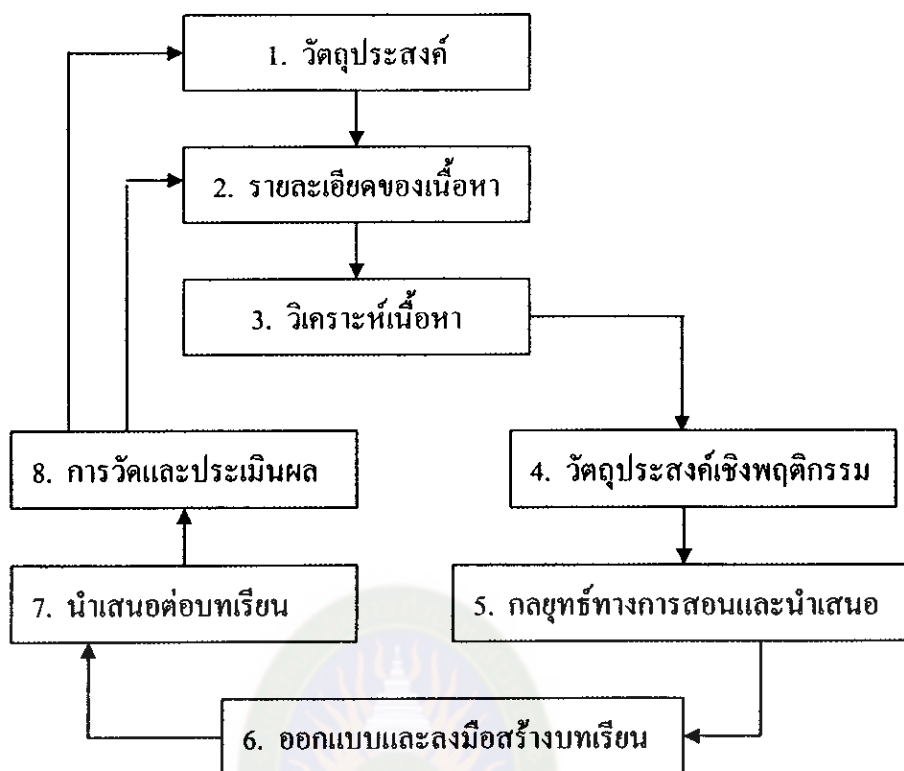 1. วัตถุประสงค์
2. รายละเอียดของเนื้อหา
3. วิเคราะห์เนื้อหา
4. วัตถุประสงค์เชิงพฤติกรรม
5. กลยุทธ์ทางการสอนและนำเสนอ
6. ออกแบบและลงมือสร้างบทเรียน
7. นำเสนอต่อบทเรียน
8. การวัดและประเมินผล